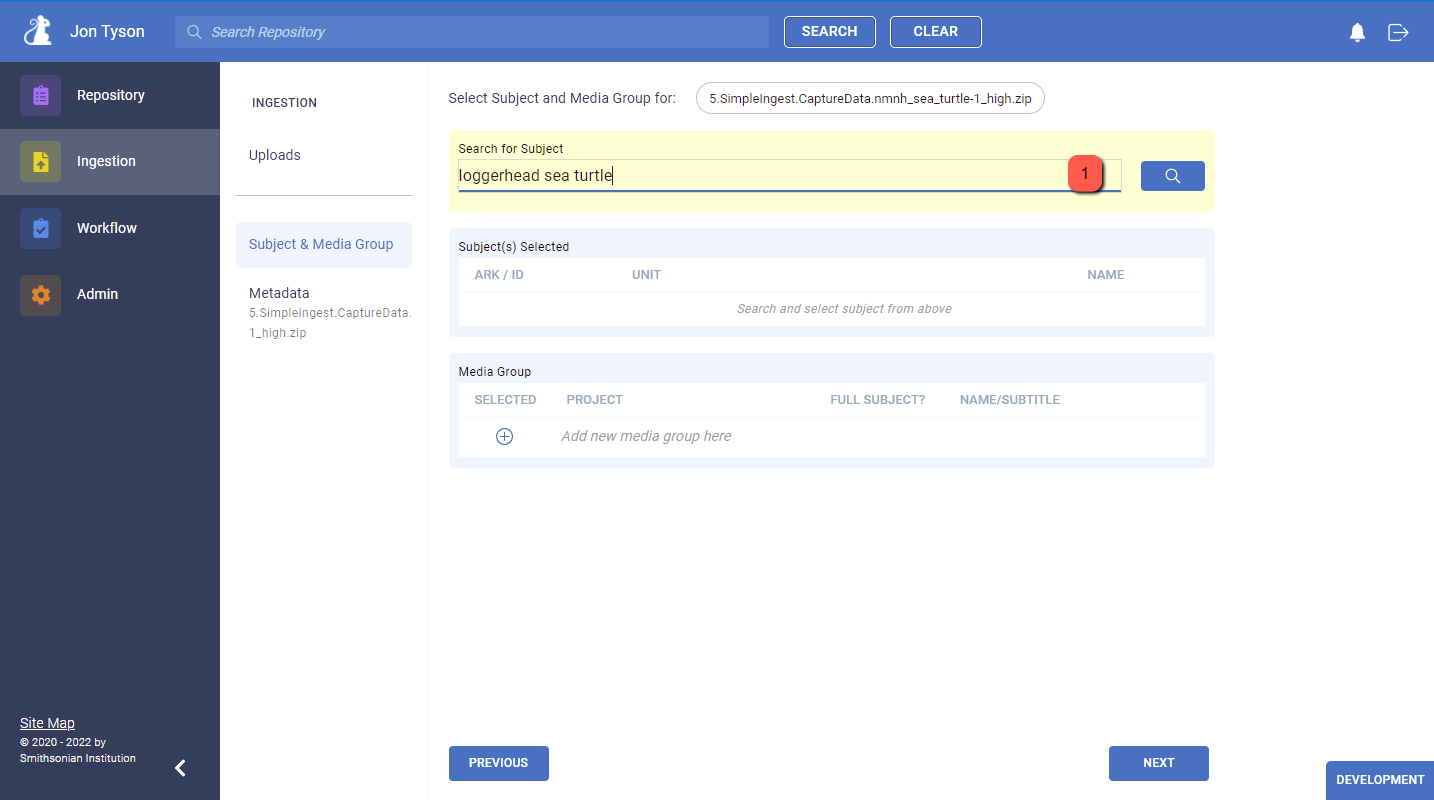 Jon Tyson
Search Repository
SEARCH
CLEAR
Repository
Ingestion
Workflow
Admin
Site Map
© 2020 - 2022 by
Smithsonian Institution
INGESTION
Uploads
Subject & Media Group
Metadata
5.SimpleIngest.CaptureData.
1_high.zip
Select Subject and Media Group for:
5.SimpleIngest.CaptureData.nmnh_sea_turtle-1_high.zip
Search for Subject
loggerhead sea turtle
1
Subject(s) Selected
ARK / ID UNIT NAME
Search and select subject from above
Media Group
SELECTED PROJECT FULL SUBJECT? NAME/SUBTITLE
Add new media group here
PREVIOUS
NEXT
DEVELOPMENT